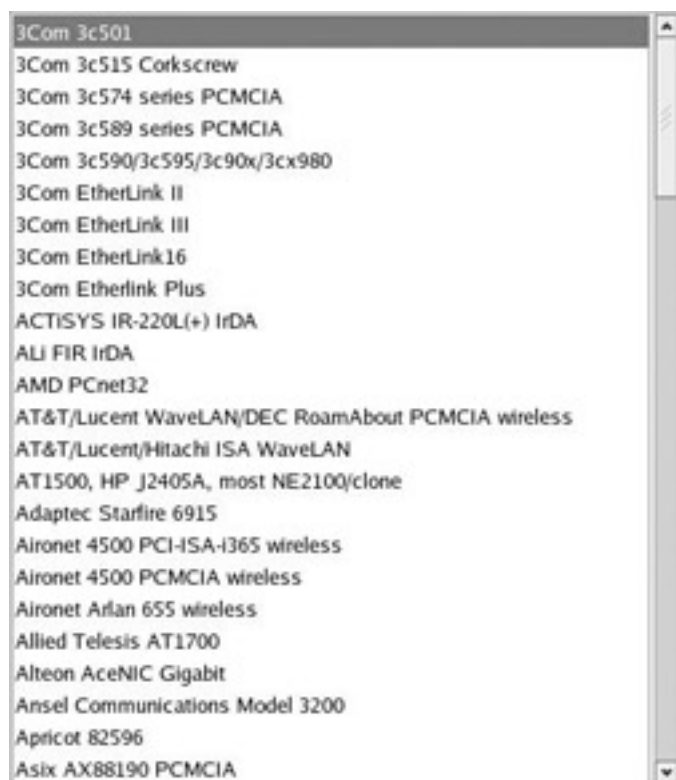 3Com 3c501
3Com 3c515 Corkscrew
3Com 3c574 series PCMCIA
3Com 3c589 series PCMCIA
3Com 3c590/3c595/3c90x/3cx980
3Com EtherLink II
3Com EtherLink III
3Com EtherLink16
3Com Etherlink Plus
ACTiSYS IR-220L(+) IrDA
ALi FIR IrDA
AMD PCnet32
AT&T/Lucent WaveLAN/DEC RoamAbout PCMCIA wireless
AT&T/Lucent/Hitachi ISA WaveLAN
AT1500, HP J2405A, most NE2100/clone
Adaptec Starfire 6915
Aironet 4500 PCI-ISA-i365 wireless
Aironet 4500 PCMCIA wireless
Aironet Arlan 655 wireless
Allied Telesis AT1700
Alteon AceNIC Gigabit
Ansel Communications Model 3200
Apricot 82596
Asix AX88190 PCMCIA